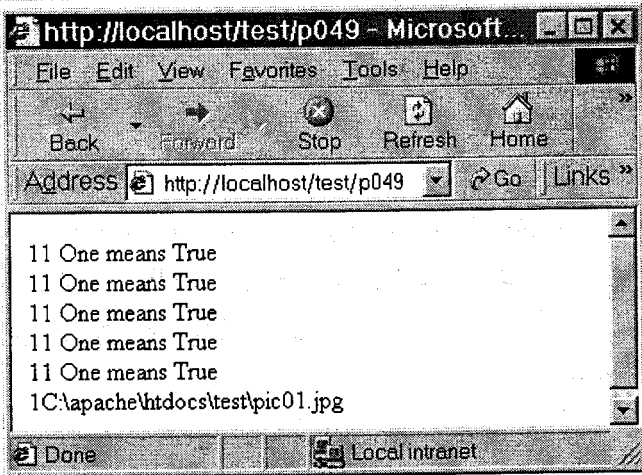 http://localhost/test/p049 - Microsoft...
File Edit View Favorites Tools Help
Back Forward Stop Refresh Home »
Address http://localhost/test/p049 Go Links »
11 One means True
11 One means True
11 One means True
11 One means True
11 One means True
1C:\apache\htdocs\test\pic01.jpg
Done Local intranet